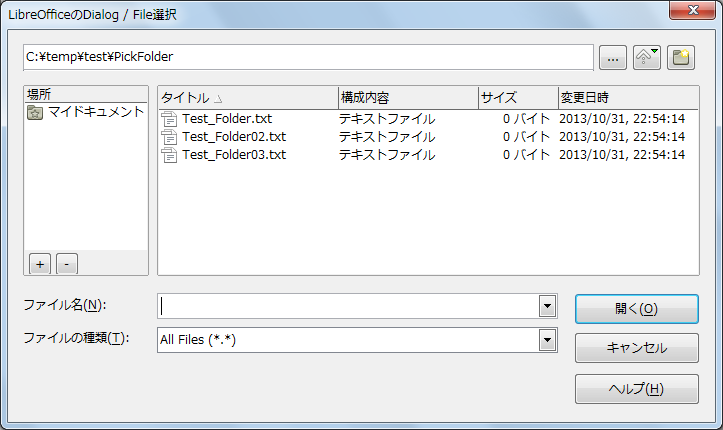 LibreOfficeのDialog / File選択
C:¥temp¥test¥PickFolder
...
場所
マイドキュメント
+ -
タイトル 構成内容 サイズ 変更日時
Test_Folder.txt テキストファイル 0 バイト 2013/10/31, 22:54:14
Test_Folder02.txt テキストファイル 0 バイト 2013/10/31, 22:54:14
Test_Folder03.txt テキストファイル 0 バイト 2013/10/31, 22:54:14
ファイル名(N):
開く(O)
ファイルの種類(T): All Files (*.*)
キャンセル
ヘルプ(H)